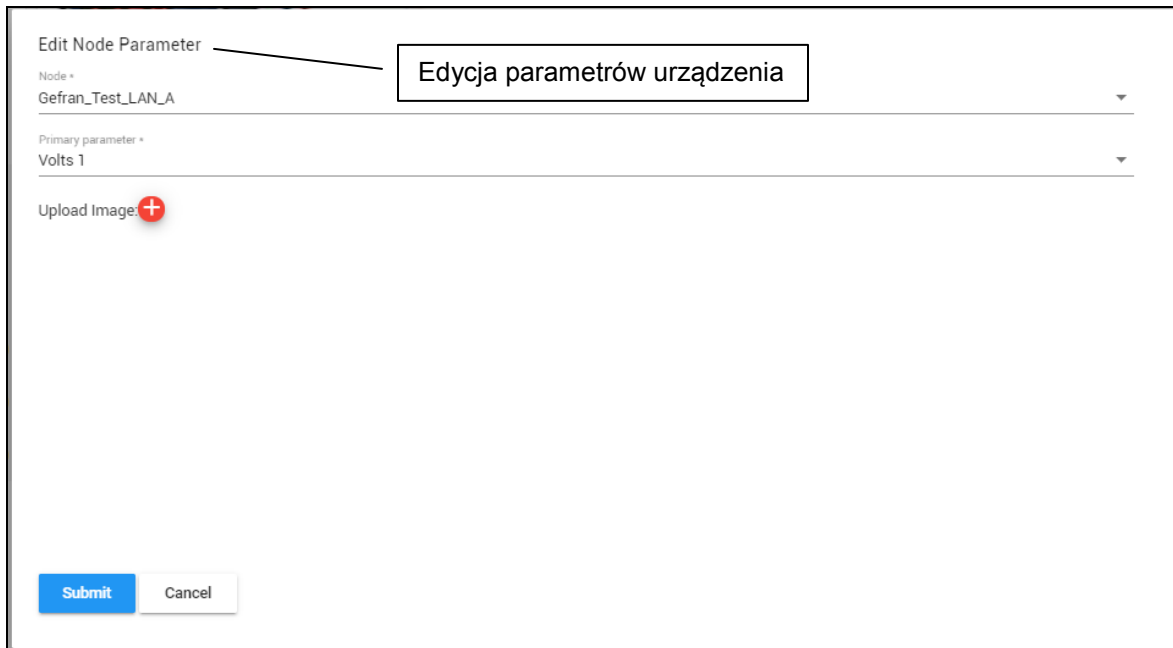 Edit Node Parameter
Edycja parametrów urządzenia
Node *
Gefran_Test_LAN_A
Primary parameter *
Volts 1
Upload Image:
Submit
Cancel